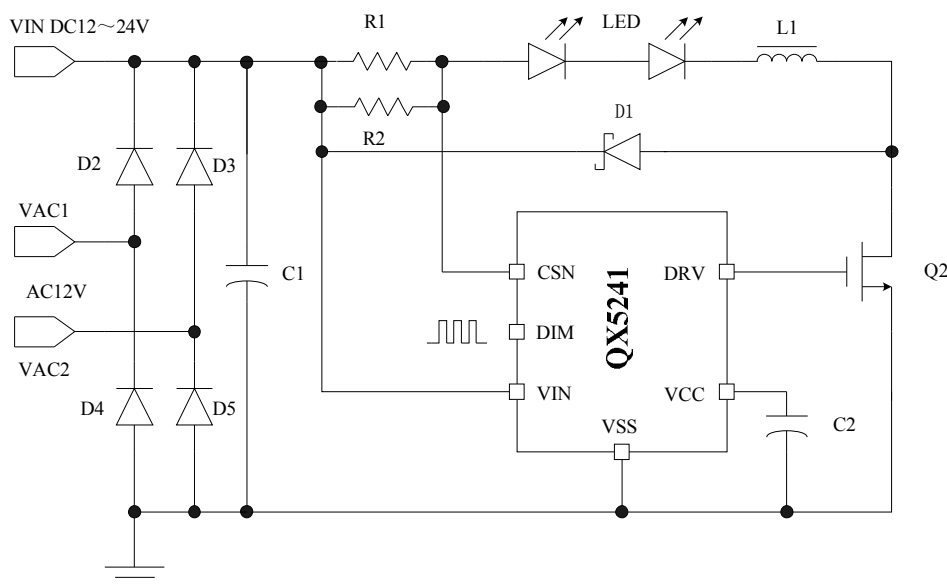 VIN DC12～24V
R1
LED
L1
R2
D1
D2
D3
VAC1
C1
CSN
DRV
Q2
AC12V
QX5241
DIM
VAC2
VIN
VCC
D4
D5
VSS
C2